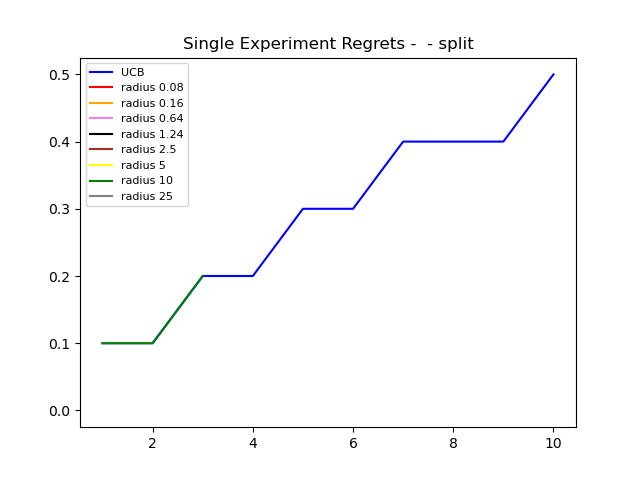 Single Experiment Regrets -  - split
UCB
radius 0.08
radius 0.16
radius 0.64
radius 1.24
radius 2.5
radius 5
radius 10
radius 25
0.5
0.4
0.3
0.2
0.1
0.0
2 4 6 8 10